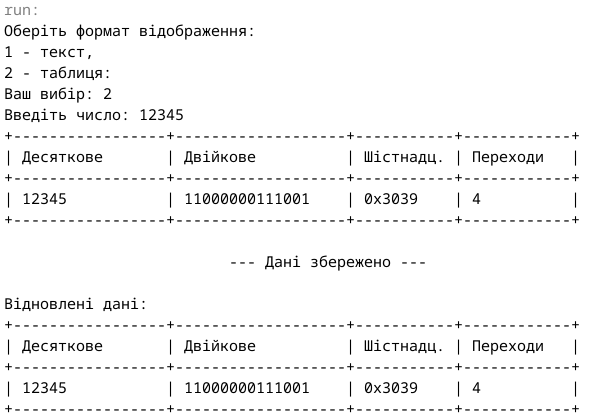 run:
Оберіть формат відображення:
1 - текст,
2 - таблиця:
Ваш вибір: 2
Введіть число: 12345
+-----------------+-------------------+-----------+------------+
| Десяткове       | Двійкове          | Шістнадц. | Переходи   |
+-----------------+-------------------+-----------+------------+
| 12345           | 11000000111001    | 0x3039    | 4          |
+-----------------+-------------------+-----------+------------+
--- Дані збережено ---
Відновлені дані:
+-----------------+-------------------+-----------+------------+
| Десяткове       | Двійкове          | Шістнадц. | Переходи   |
+-----------------+-------------------+-----------+------------+
| 12345           | 11000000111001    | 0x3039    | 4          |
+-----------------+-------------------+-----------+------------+